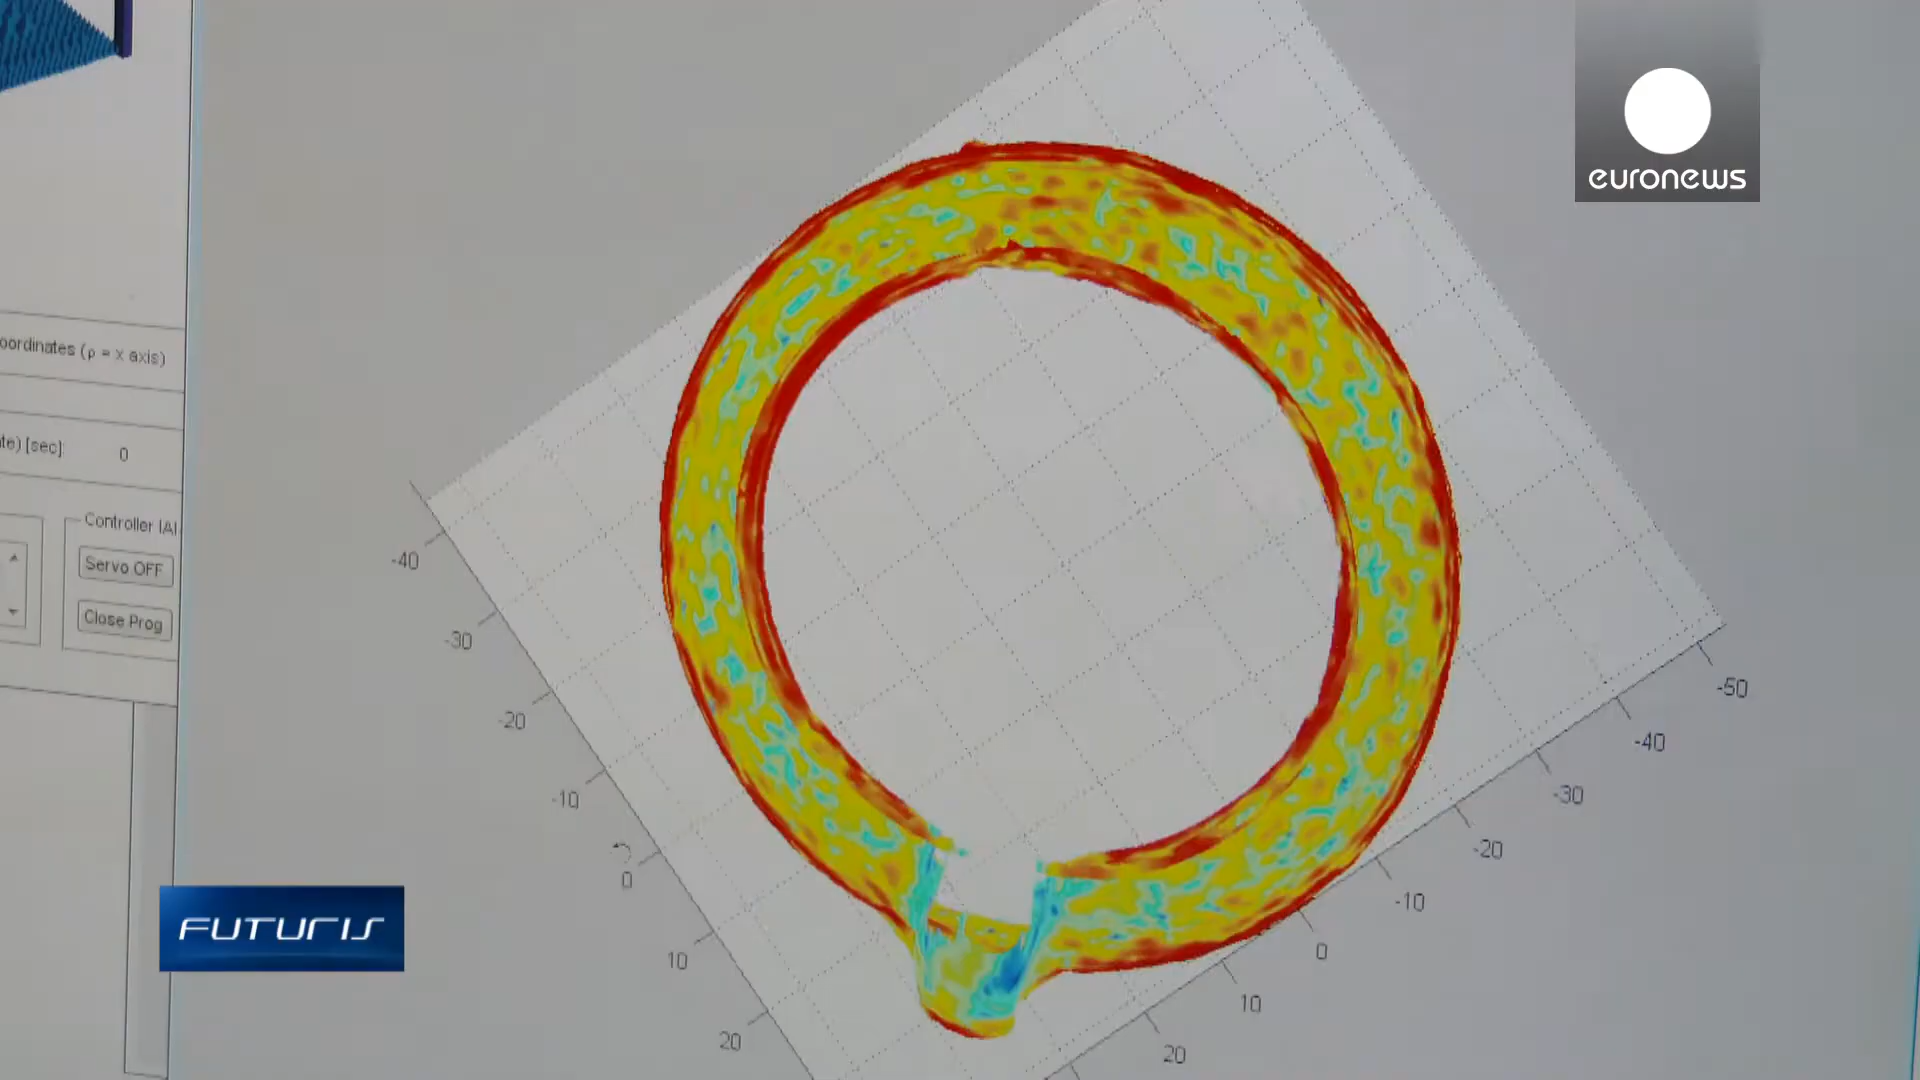 euronews
oordinates (ρ = x axis)
te) [sec]: 0
Controller (Al
Servo OFF
Close Prog
-40
-30
-20
-10
0
10
20
-50
-40
-30
-20
-10
0
10
20
FUTURIS